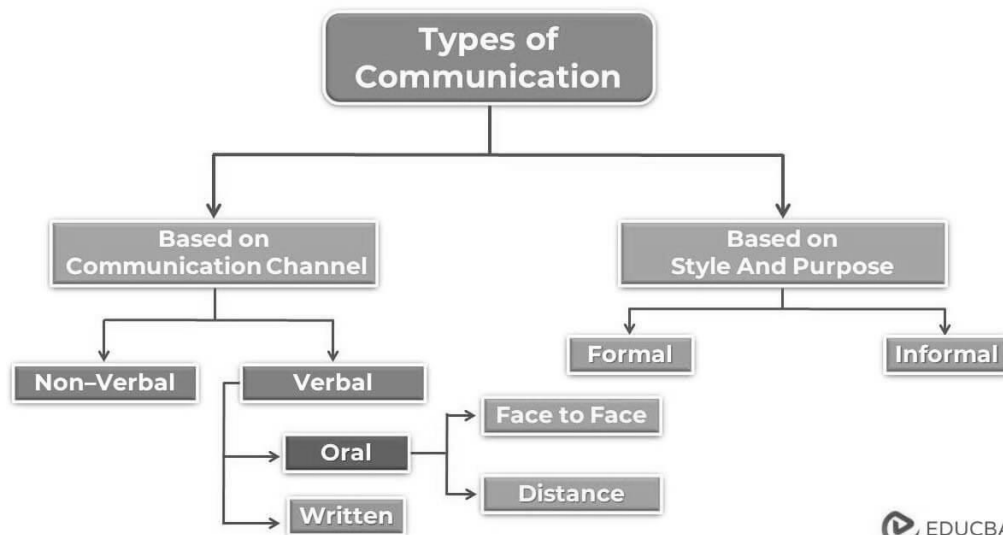 Types of
Communication
Based on
Communication Channel
Based on
Style And Purpose
Non–Verbal
Verbal
Formal
Informal
Oral
Face to Face
Distance
Written
EDUCBA